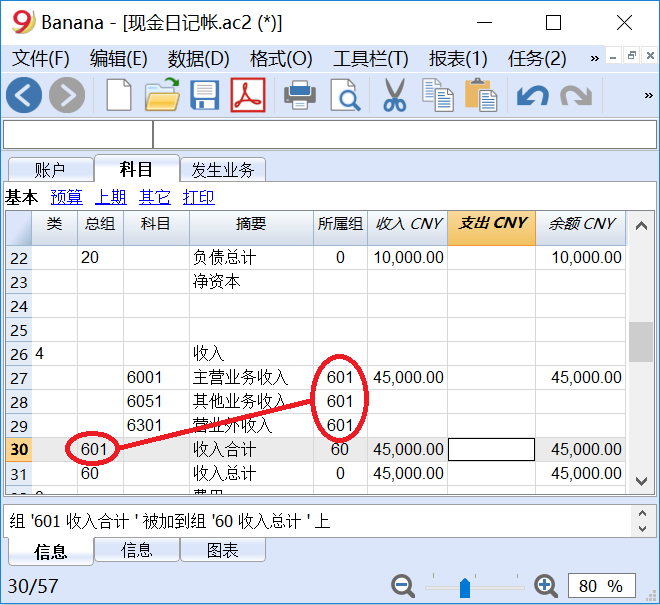 Banana - [现金日记帐.ac2 (*)]
文件(F) 编辑(E) 数据(D) 格式(O) 工具栏(T) 报表(1) 任务(2) »
»
账户 科目 发生业务
基本 预算 上期 其它 打印
类 总组 科目 摘要 所属组 收入 CNY 支出 CNY 余额 CNY
22 20 负债总计 0 10,000.00 10,000.00
23 净资本
24
25
26 4 收入
27 6001 主营业务收入 601 45,000.00 45,000.00
28 6051 其他业务收入 601
29 6301 营业外收入 601
30 601 收入合计 60 45,000.00 45,000.00
31 60 收入总计 0 45,000.00 45,000.00
组 '601 收入合计 ' 被加到组 '60 收入总计 ' 上
信息 信息 图表
30/57 80 %